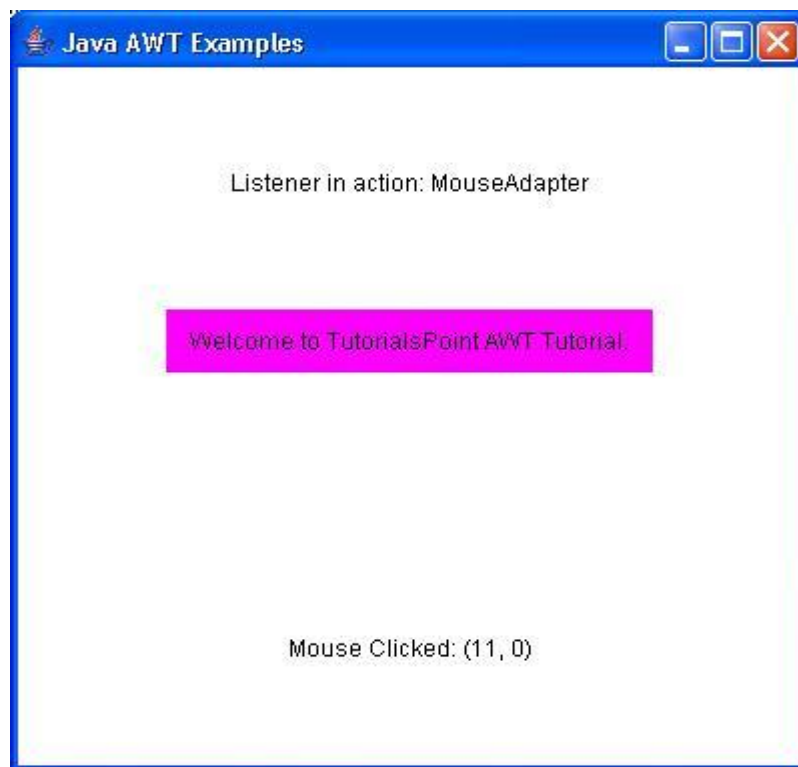 Java AWT Examples
Listener in action: MouseAdapter
Welcome to TutorialsPoint AWT Tutorial.
Mouse Clicked: (11, 0)